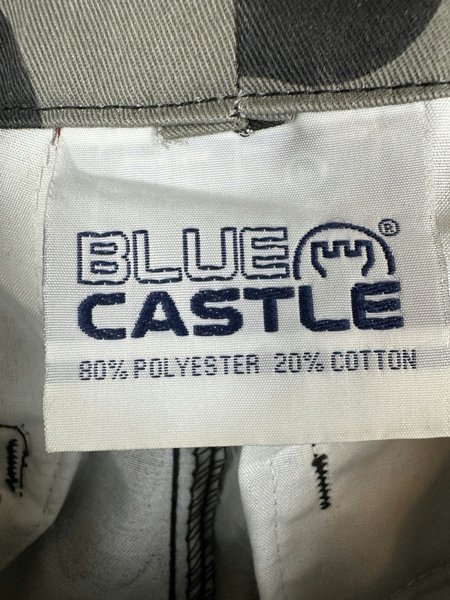 BLUE ®
CASTLE
80% POLYESTER 20% COTTON